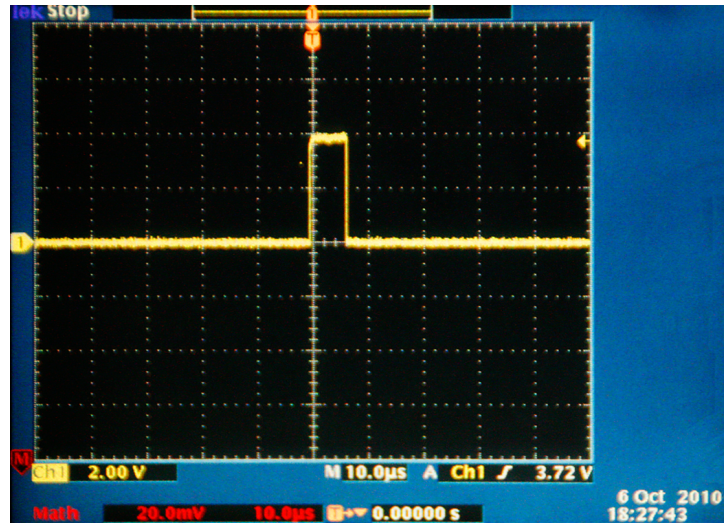 Tek Stop
T
1
M
Ch1 2.00 V M 10.0μs A Ch1 ʃ 3.72 V
Math 20.0mV 10.0μs T→▼ 0.00000 s
6 Oct 2010
18:27:43